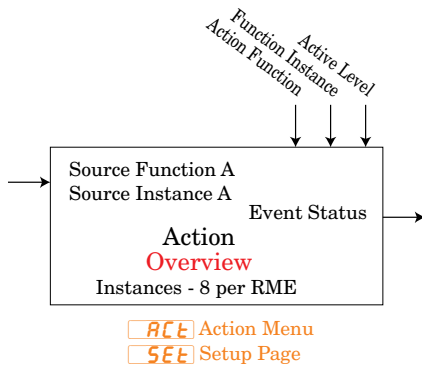 Active Level
Function Instance
Action Function
Source Function A
Source Instance A
Event Status
Action
Overview
Instances - 8 per RME
ACt Action Menu
SEt Setup Page